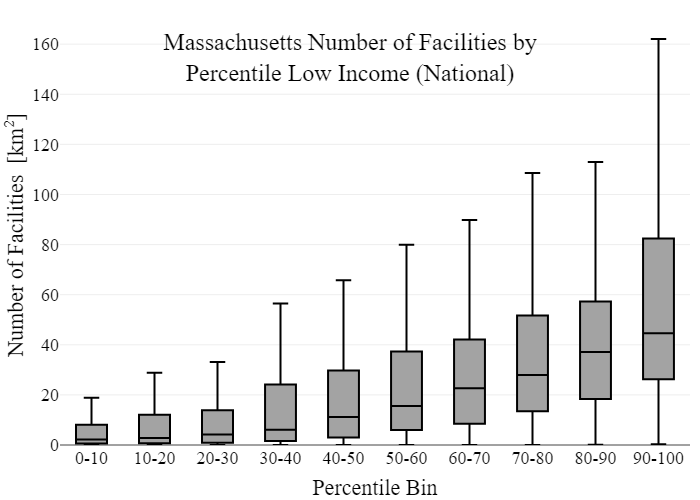 Massachusetts Number of Facilities by
Percentile Low Income (National)
Number of Facilities [km²]
160
140
120
100
80
60
40
20
0
0-10 10-20 20-30 30-40 40-50 50-60 60-70 70-80 80-90 90-100
Percentile Bin